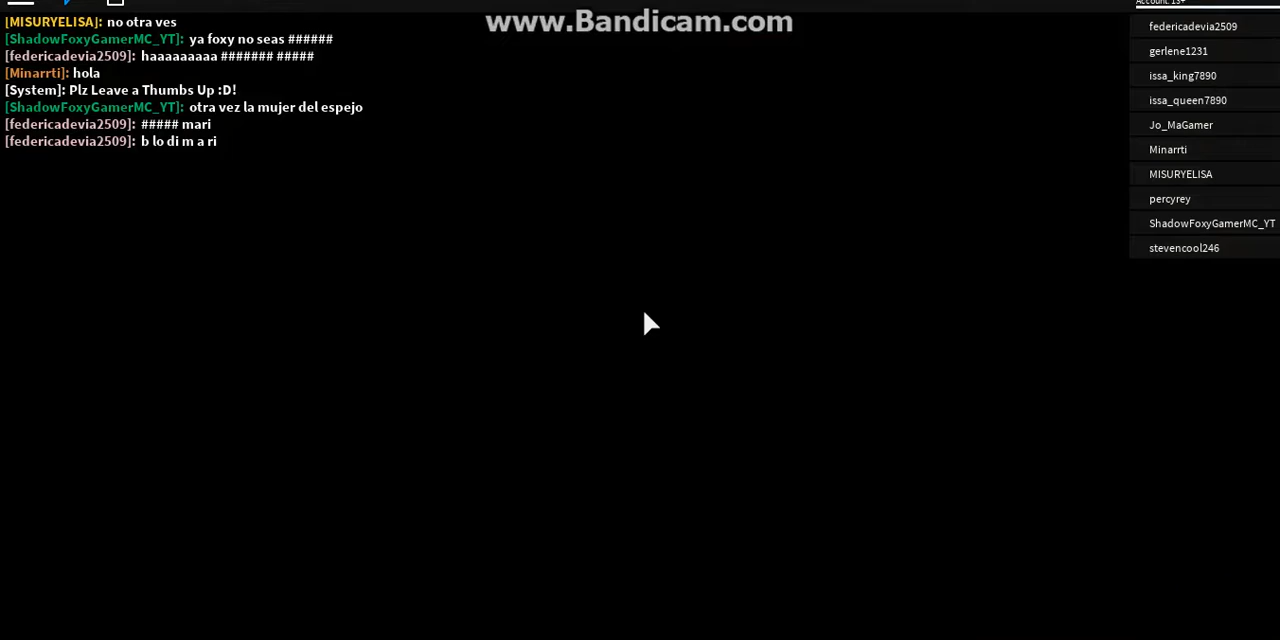 www.Bandicam.com
Account: 13+
[MISURYELISA]: no otra ves
[ShadowFoxyGamerMC_YT]: ya foxy no seas ######
[federicadevia2509]: haaaaaaaaa ####### #####
[Minarrti]: hola
[System]: Plz Leave a Thumbs Up :D!
[ShadowFoxyGamerMC_YT]: otra vez la mujer del espejo
[federicadevia2509]: ##### mari
[federicadevia2509]: b lo di m a ri
federicadevia2509
gerlene1231
issa_king7890
issa_queen7890
Jo_MaGamer
Minarrti
MISURYELISA
percyrey
ShadowFoxyGamerMC_YT
stevencool246